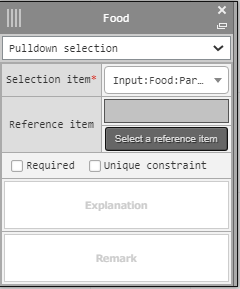 Food
Pulldown selection
Selection item* Input:Food:Par...
Reference item
Select a reference item
Required Unique constraint
Explanation
Remark